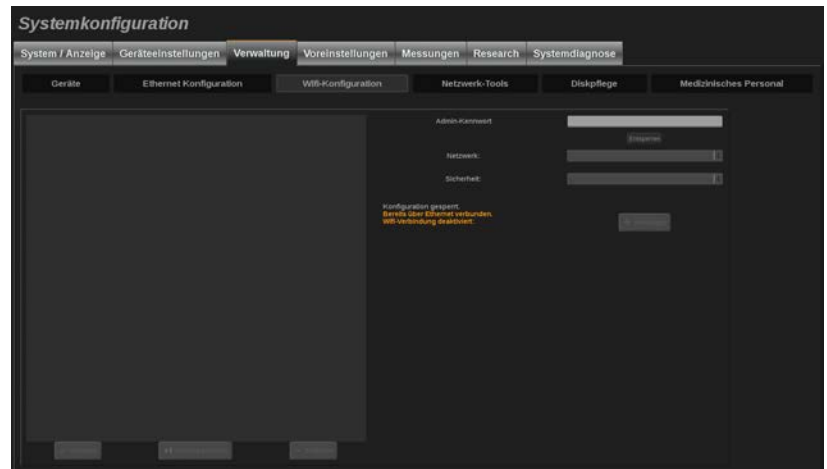 Systemkonfiguration
System / Anzeige Geräteeinstellungen Verwaltung Voreinstellungen Messungen Research Systemdiagnose
Geräte Ethernet Konfiguration Wifi-Konfiguration Netzwerk-Tools Diskpflege Medizinisches Personal
Admin-Kennwort
Entsperren
Netzwerk:
Sicherheit:
Konfiguration gesperrt.
Bereits über Ethernet verbunden.
Wifi-Verbindung deaktiviert.